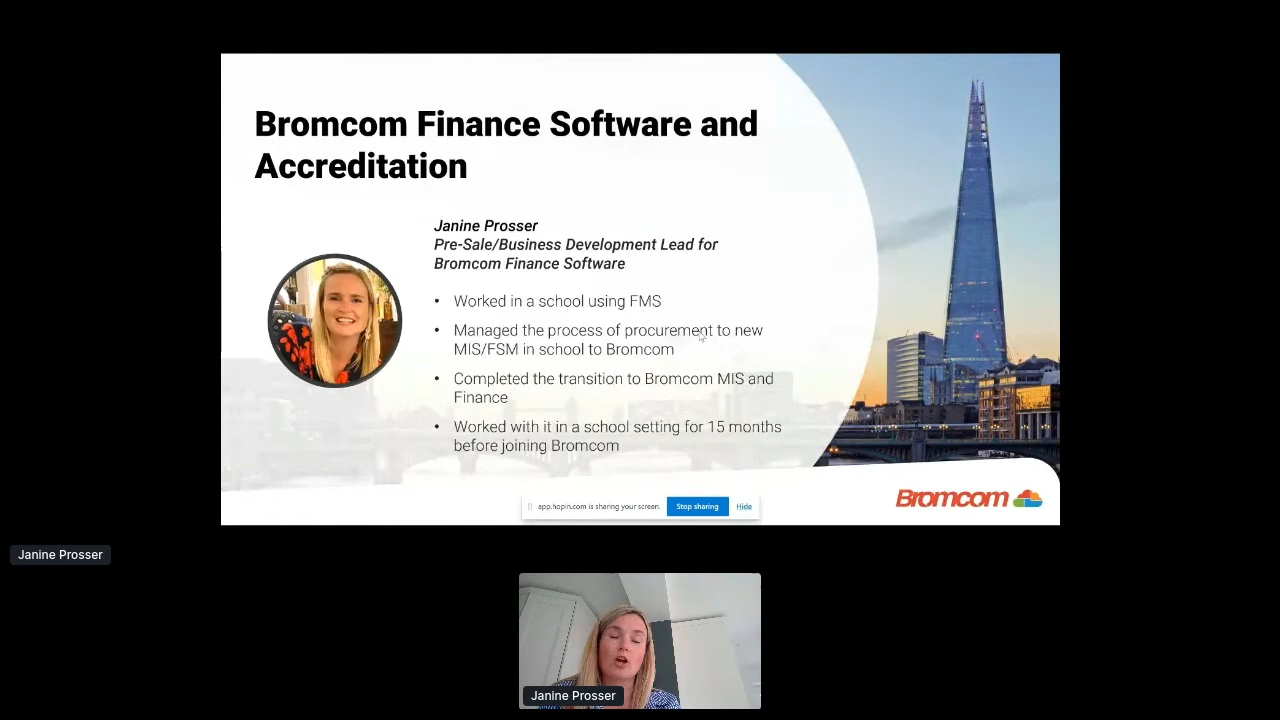 Bromcom Finance Software and
Accreditation
Janine Prosser
Pre-Sale/Business Development Lead for
Bromcom Finance Software
• Worked in a school using FMS
• Managed the process of procurement to new
MIS/FSM in school to Bromcom
• Completed the transition to Bromcom MIS and
Finance
• Worked with it in a school setting for 15 months
before joining Bromcom
Bromcom
app.hopin.com is sharing your screen. Stop sharing Hide
Janine Prosser
Janine Prosser